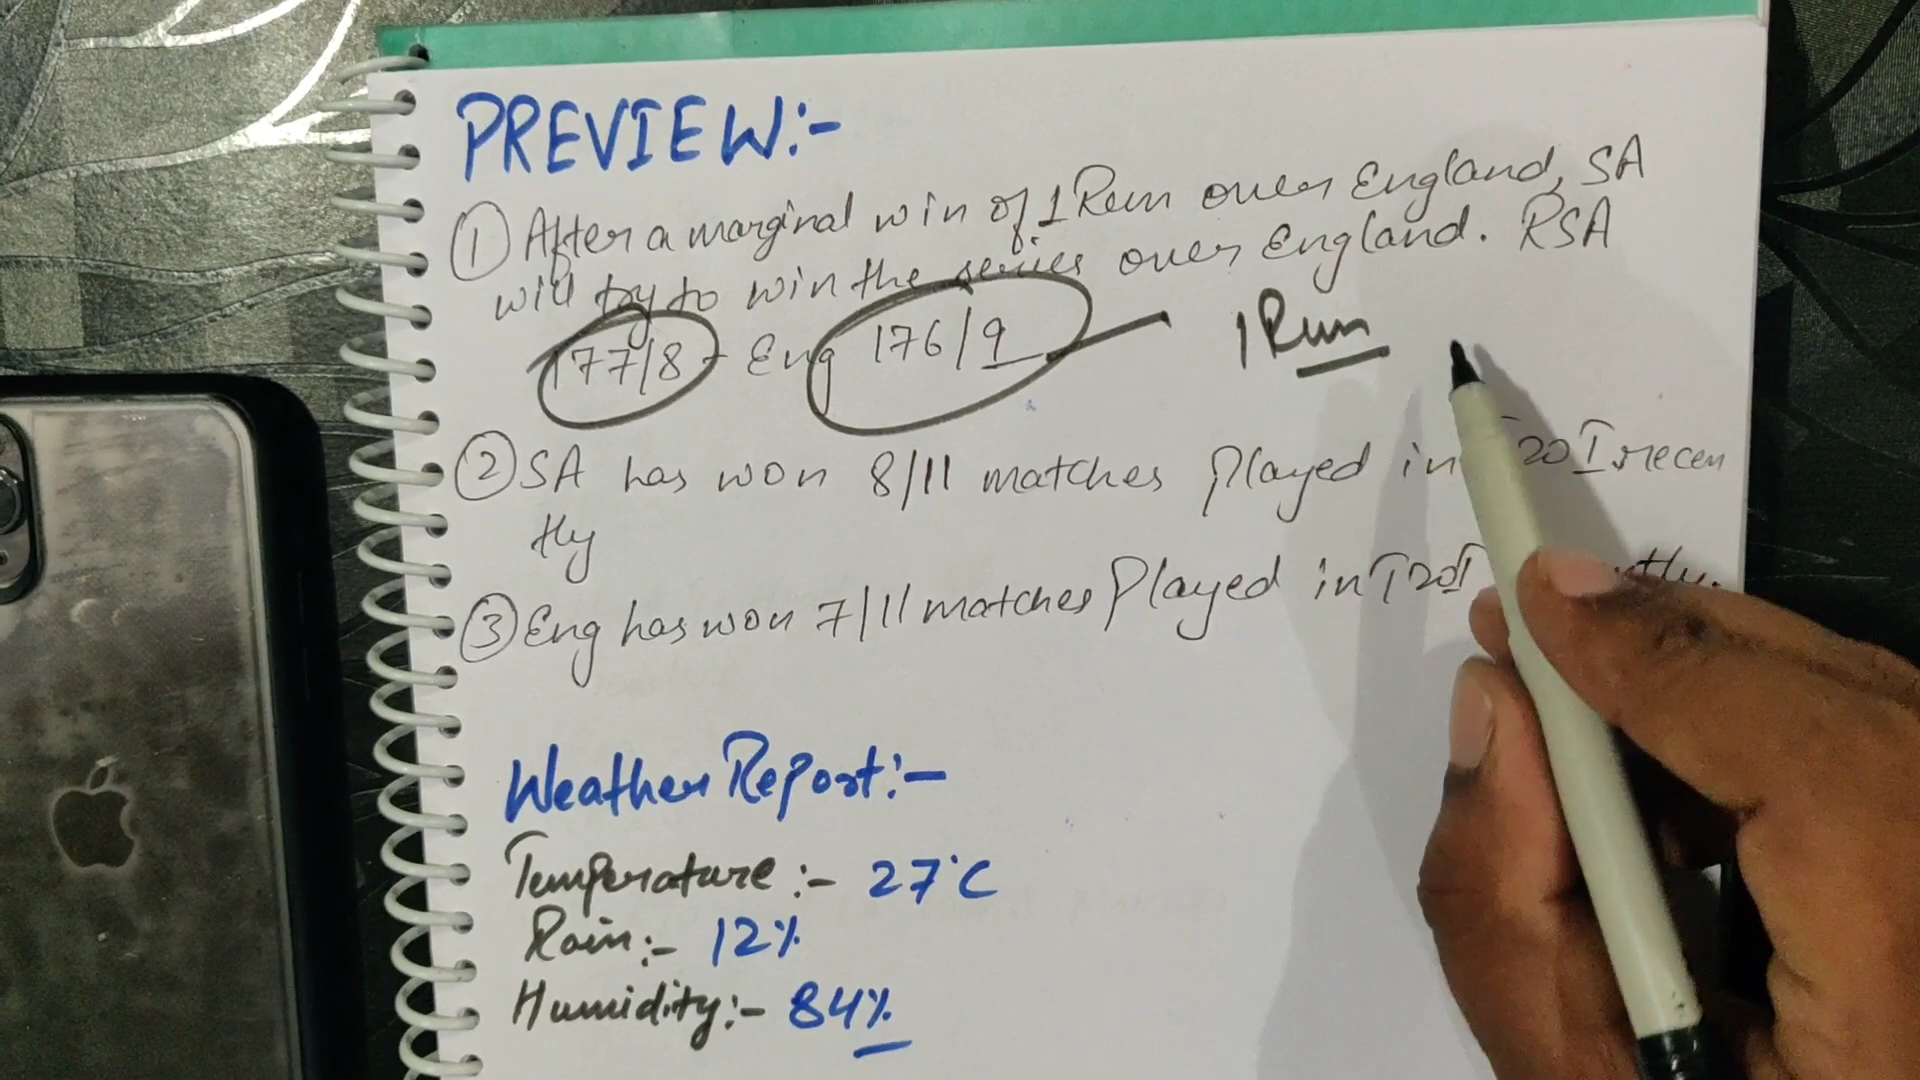 PREVIEW:-
① After a marginal win of 1 Run over England, SA
will try to win the series over England. RSA
177/8 - Eng 176/9 1 Run
② SA has won 8/11 matches played in T20I recen
tly
③ Eng has won 7/11 matches played in T20I
Weather Report:-
Temperature:- 27°C
Rain:- 12%
Humidity:- 84%